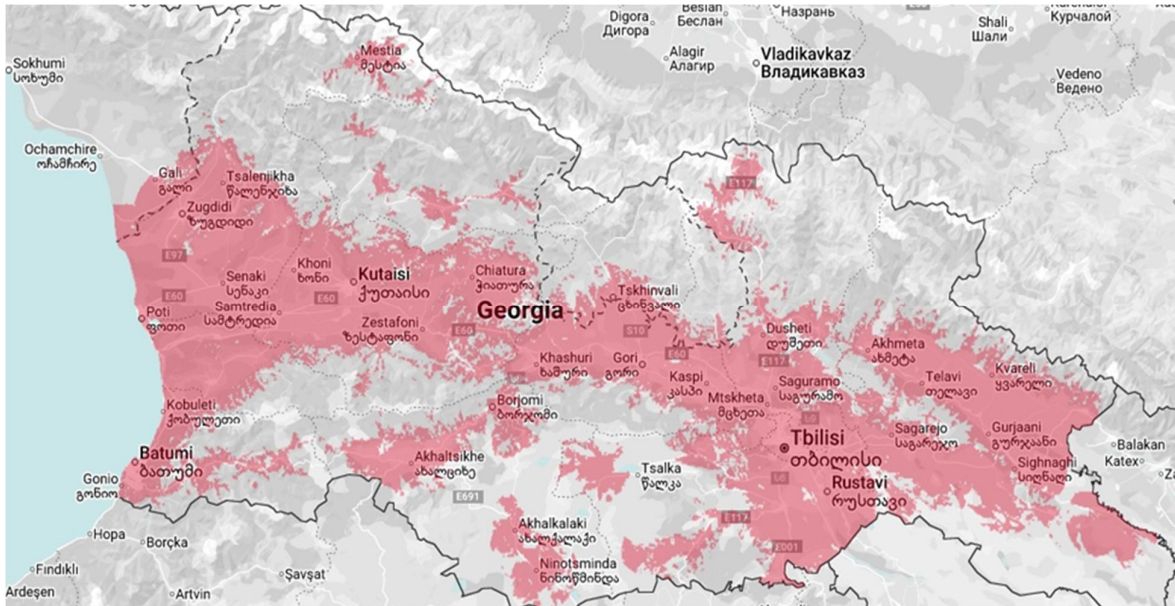 Digora
Дигора
Beslan
Беслан
Назрань
Shali
Шали
Курчалой
Mestia
მესტია
Alagir
Алагир
Vladikavkaz
Владикавказ
Vedeno
Ведено
Sokhumi
სოხუმი
Ochamchire
ოჩამჩირე
Gali
გალი
Tsalenjikha
წალენჯიხა
E117
Zugdidi
ზუგდიდი
E97
Khoni
ხონი
Senaki
სენაკი
Kutaisi
ქუთაისი
Chiatura
ჭიათურა
E60
E60
Samtredia
სამტრედია
Georgia
Tskhinvali
ცხინვალი
Poti
ფოთი
Zestafoni
ზესტაფონი
E60
S10
Dusheti
დუშეთი
Akhmeta
ახმეტა
Khashuri
ხაშური
Gori
გორი
E60
E117
Kvareli
ყვარელი
Kaspi
კასპი
Saguramo
საგურამო
Telavi
თელავი
Mtskheta
მცხეთა
Kobuleti
ქობულეთი
Borjomi
ბორჯომი
Tbilisi
თბილისი
Sagarejo
საგარეჯო
Gurjaani
გურჯაანი
Balakan
Katex
Batumi
ბათუმი
Akhaltsikhe
ახალციხე
Tsalka
წალკა
Sighnaghi
სიღნაღი
Gonio
გონიო
E691
Rustavi
რუსთავი
Akhalkalaki
ახალქალაქი
E117
Hopa
Borçka
E001
Ninotsminda
ნინოწმინდა
Fındıklı
Şavşat
Ardeşen
Artvin